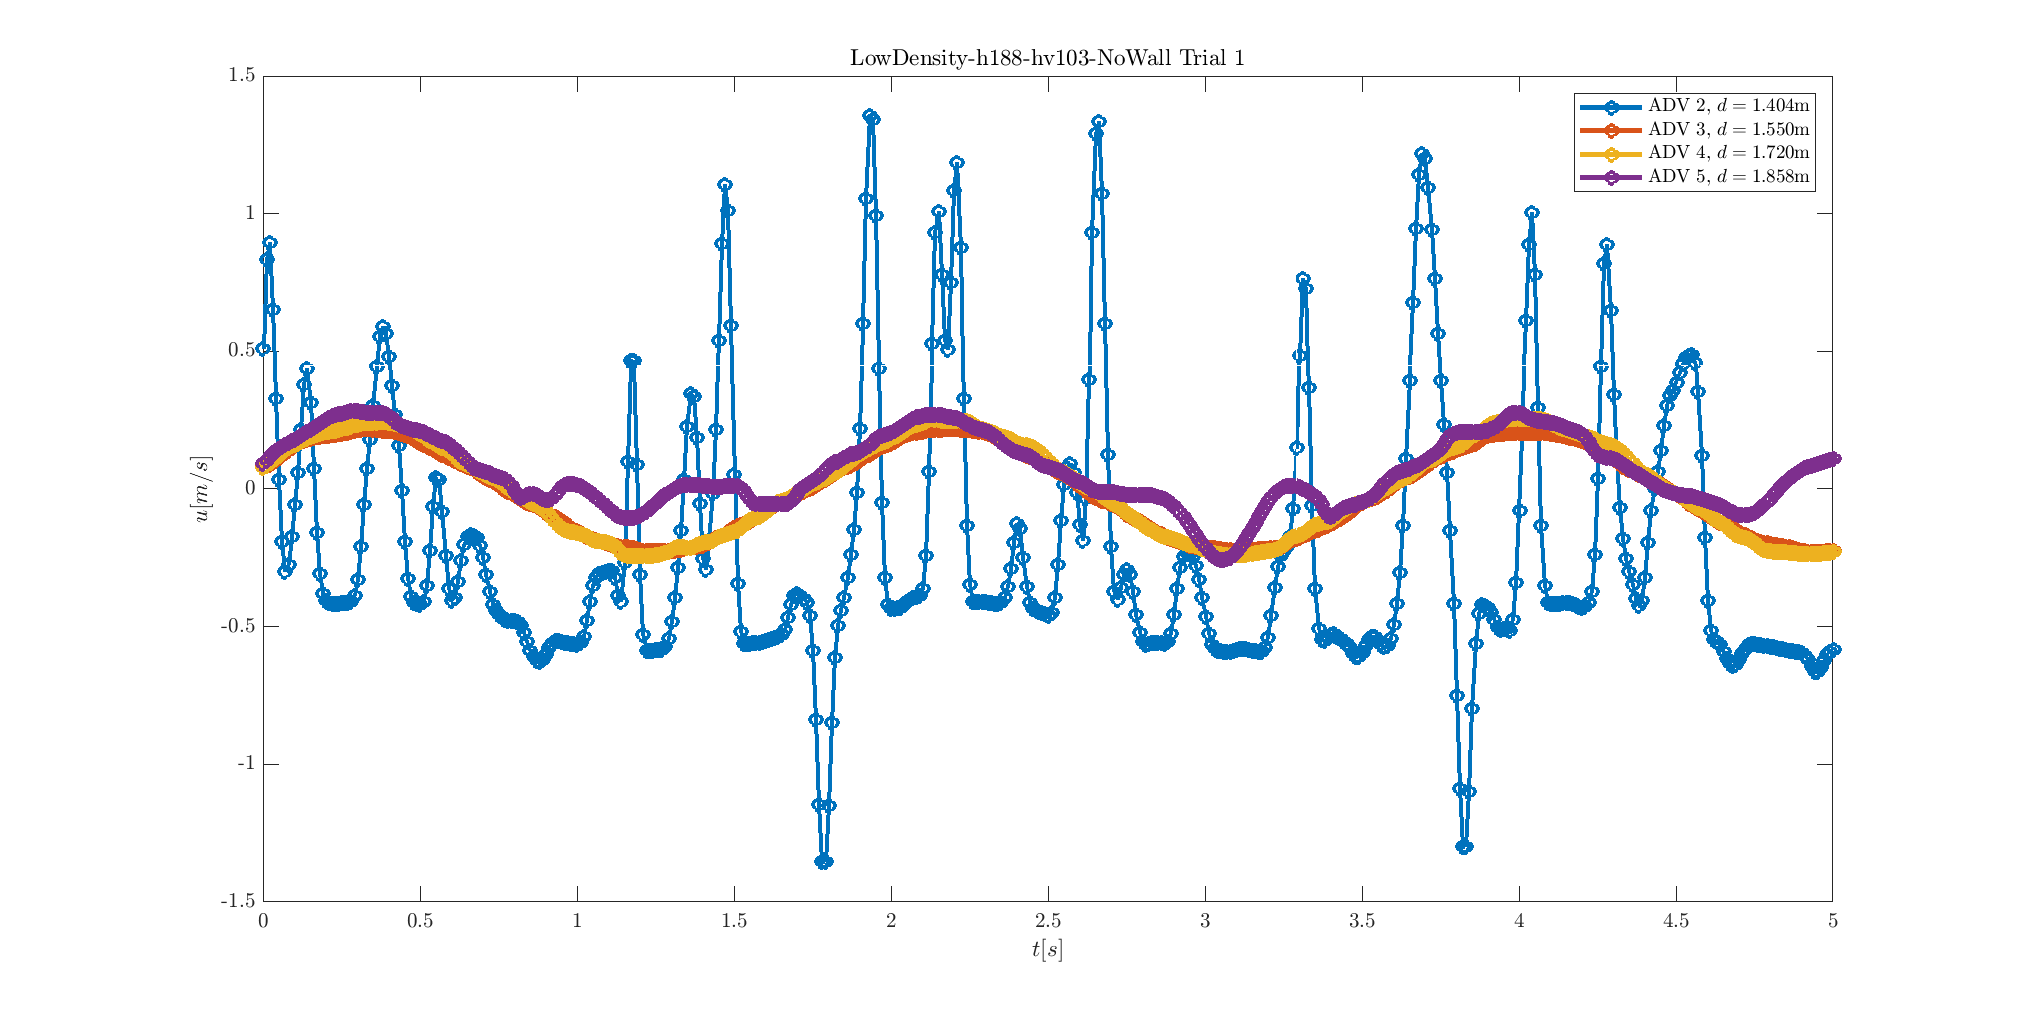 LowDensity-h188-hv103-NoWall Trial 1
1.5
1
0.5
0
-0.5
-1
-1.5
u[m/s]
ADV 2, d = 1.404m
ADV 3, d = 1.550m
ADV 4, d = 1.720m
ADV 5, d = 1.858m
0 0.5 1 1.5 2 2.5 3 3.5 4 4.5 5
t[s]